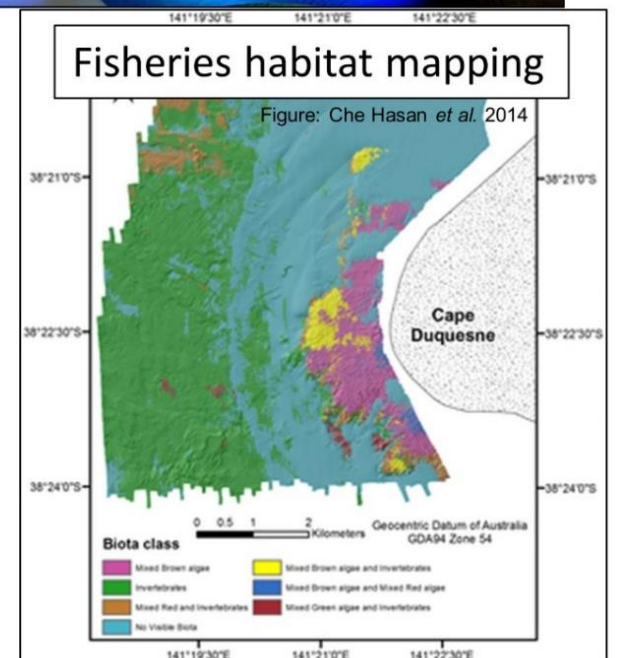 141°19'30"E 141°21'0"E 141°22'30"E
Fisheries habitat mapping
Figure: Che Hasan et al. 2014
38°21'0"S 38°21'0"S
Cape
Duquesne
38°22'30"S 38°22'30"S
38°24'0"S 38°24'0"S
0 0.5 1 2
Kilometers
Geocentric Datum of Australia
GDA94 Zone 54
Biota class
Mixed Brown algae
Mixed Brown algae and Invertebrates
Invertebrates
Mixed Brown algae and Mixed Red algae
Mixed Red and Invertebrates
Mixed Green algae and Invertebrates
No Visible Biota
141°19'30"E 141°21'0"E 141°22'30"E